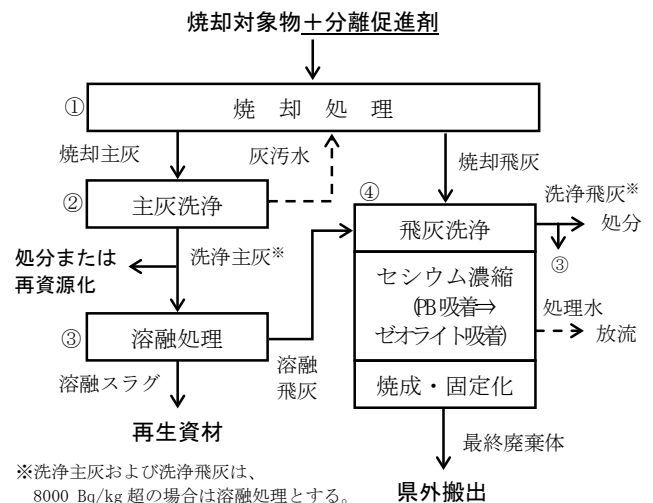 焼却対象物＋分離促進剤
①
焼 却 処 理
焼却主灰
灰汚水
焼却飛灰
②
主灰洗浄
④
飛灰洗浄
洗浄飛灰※
処分
③
処分または
再資源化
洗浄主灰※
セシウム濃縮
(PB吸着⇒
ゼオライト吸着)
処理水
放流
③
溶融処理
溶融
飛灰
焼成・固定化
溶融スラグ
再生資材
最終廃棄体
県外搬出
※洗浄主灰および洗浄飛灰は、
8000 Bq/kg 超の場合は溶融処理とする。